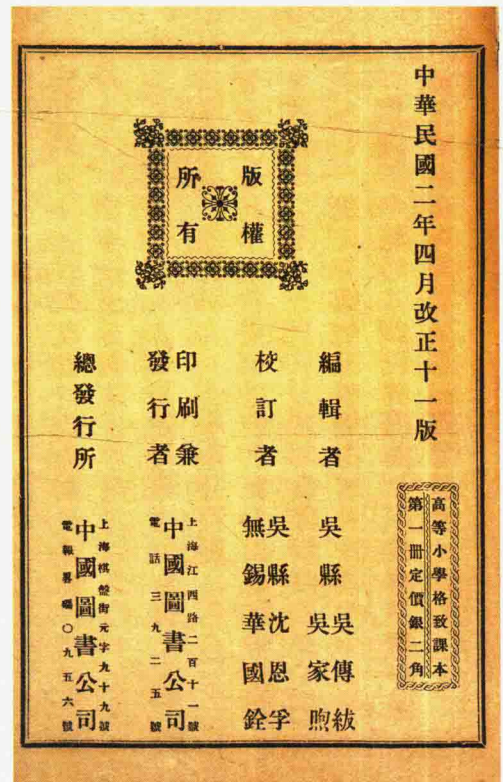 中華民國二年四月改正十一版
高等小學格致課本
第一冊定價銀二角
版權
所有
編輯者 吳縣 吳傳紱
吳家煦
校訂者 吳縣沈恩孚
無錫華國銓
印刷兼
發行者
上海江西路二百十一號
中國圖書公司
電話三九二五號
總發行所
上海棋盤街元字九十九號
中國圖書公司
電報署碼〇九五六號